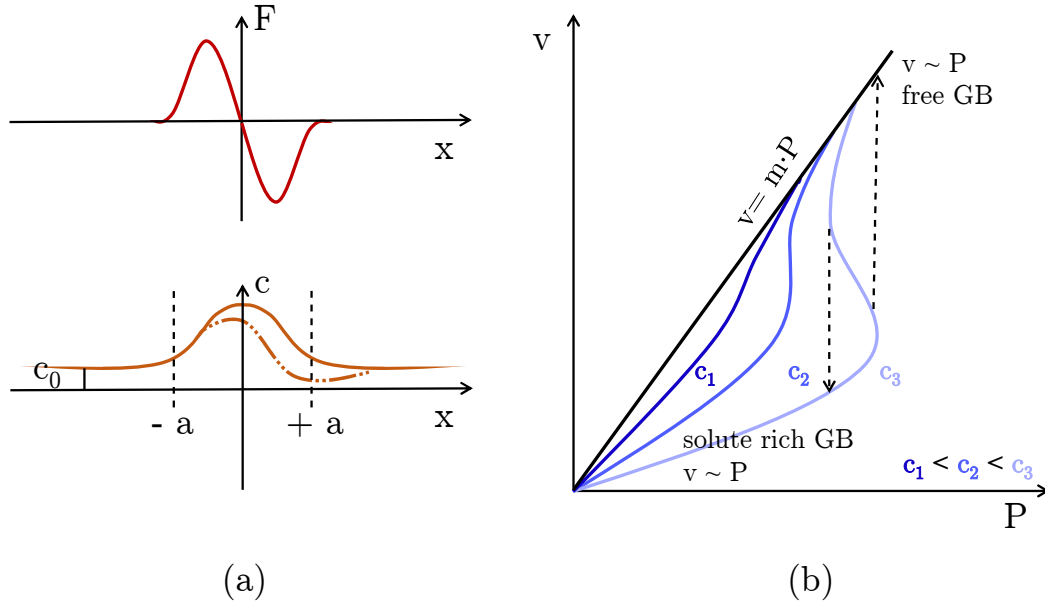 F
x
c
c₀
x
- a
+ a
(a)
v
v ~ P
free GB
v= m·P
c₁
c₂
c₃
solute rich GB
v ~ P
c₁ < c₂ < c₃
P
(b)